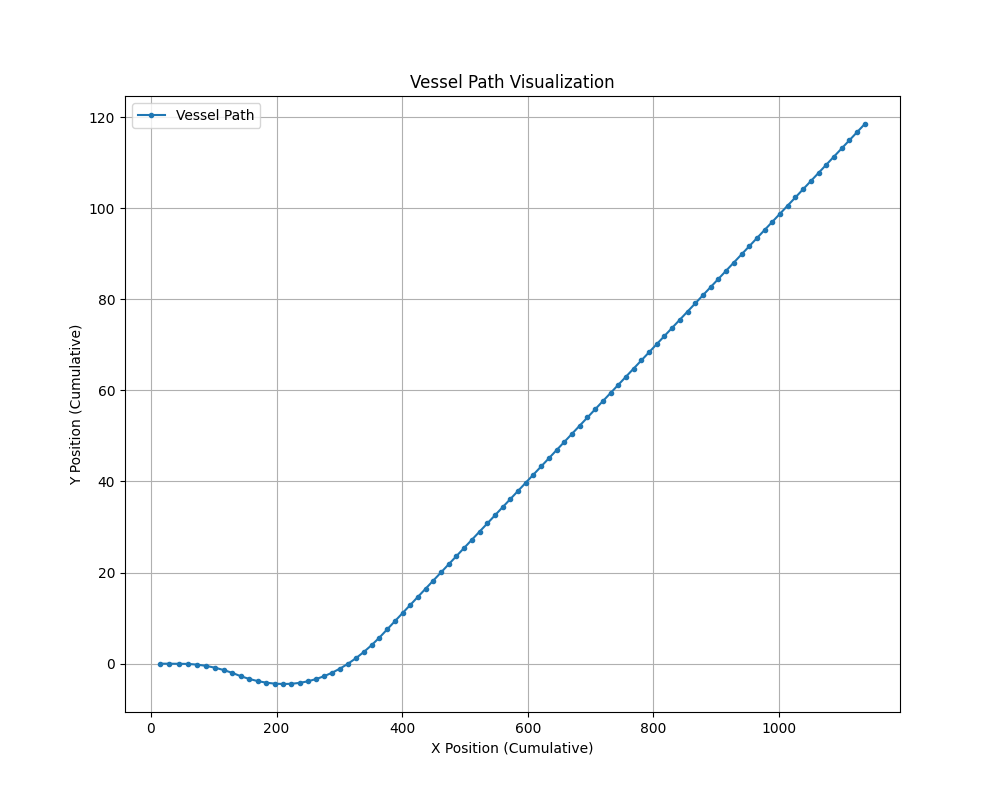 Vessel Path Visualization
Vessel Path
Y Position (Cumulative)
120
100
80
60
40
20
0
0 200 400 600 800 1000
X Position (Cumulative)